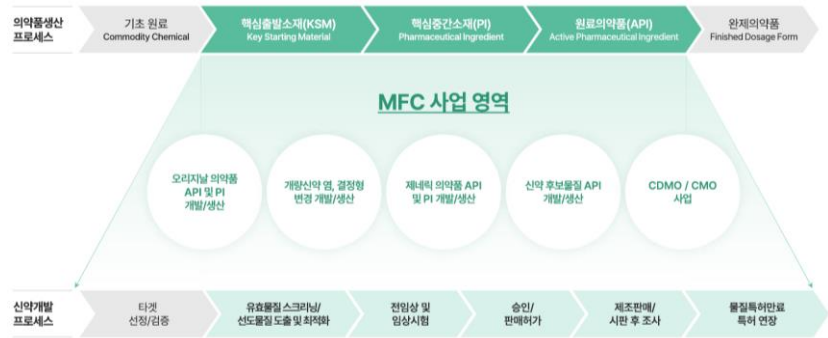 의약품생산
프로세스
기초 원료
Commodity Chemical
핵심출발소재(KSM)
Key Starting Material
핵심중간소재(PI)
Pharmaceutical Ingredient
원료의약품(API)
Active Pharmaceutical Ingredient
완제의약품
Finished Dosage Form
MFC 사업 영역
오리지날 의약품
API 및 PI
개발/생산
개량신약 염, 결정형
변경 개발/생산
제네릭 의약품 API
및 PI 개발/생산
신약 후보물질 API
개발/생산
CDMO / CMO
사업
신약개발
프로세스
타겟
선정/검증
유효물질 스크리닝/
선도물질 도출 및 최적화
전임상 및
임상시험
승인/
판매허가
제조판매/
시판 후 조사
물질특허만료
특허 연장